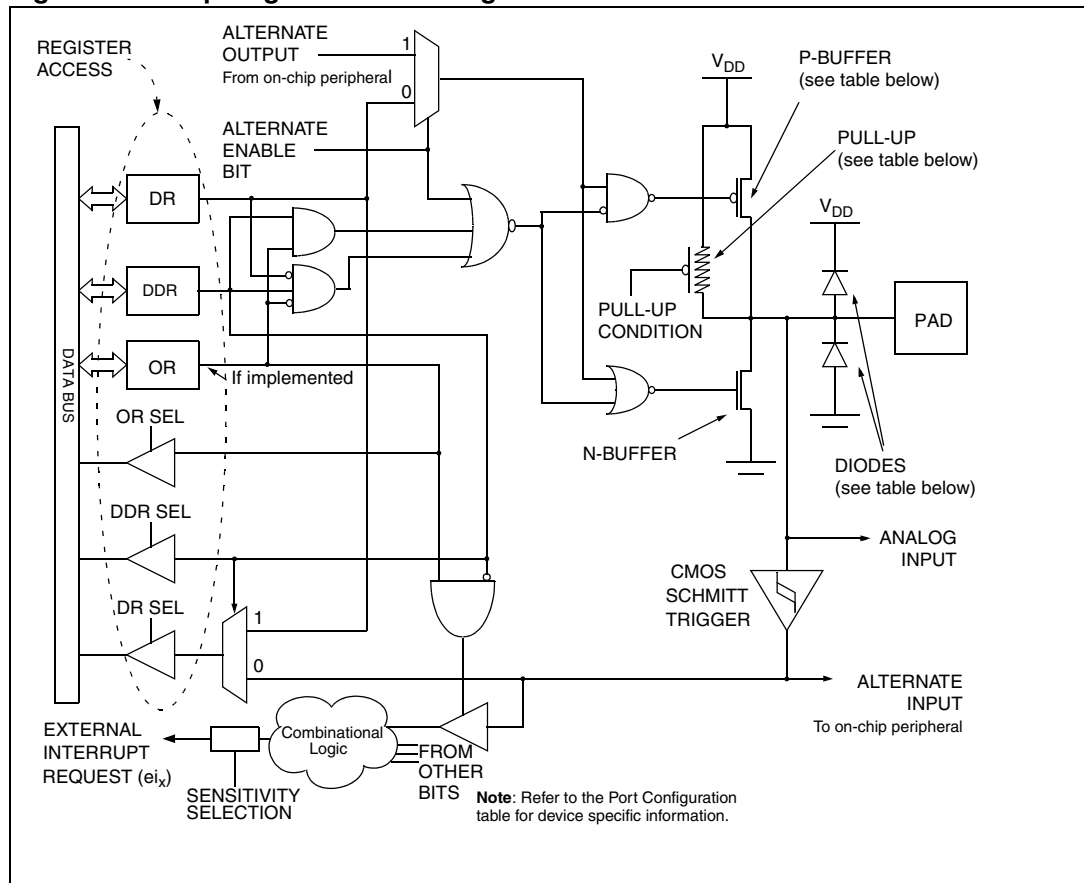 REGISTER
ACCESS
ALTERNATE
OUTPUT
From on-chip peripheral
1
0
ALTERNATE
ENABLE
BIT
VDD
P-BUFFER
(see table below)
PULL-UP
(see table below)
VDD
DR
DDR
OR
If implemented
PULL-UP
CONDITION
PAD
DATA BUS
OR SEL
DDR SEL
DR SEL
1
0
N-BUFFER
DIODES
(see table below)
ANALOG
INPUT
CMOS
SCHMITT
TRIGGER
ALTERNATE
INPUT
To on-chip peripheral
EXTERNAL
INTERRUPT
REQUEST (eix)
SENSITIVITY
SELECTION
Combinational
Logic
FROM
OTHER
BITS
Note: Refer to the Port Configuration
table for device specific information.